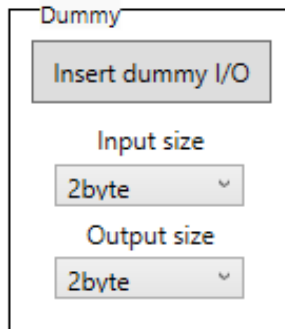 Dummy
Insert dummy I/O
Input size
2byte
Output size
2byte